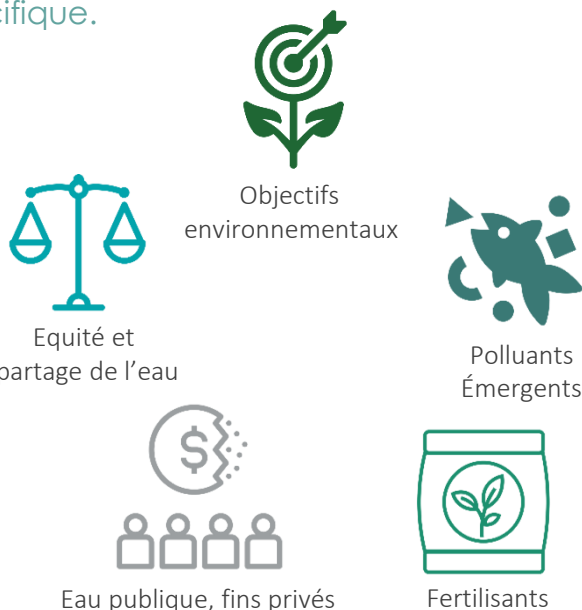 cifique.
Objectifs
environnementaux
Equité et
partage de l'eau
Polluants
Émergents
$
Eau publique, fins privés
Fertilisants